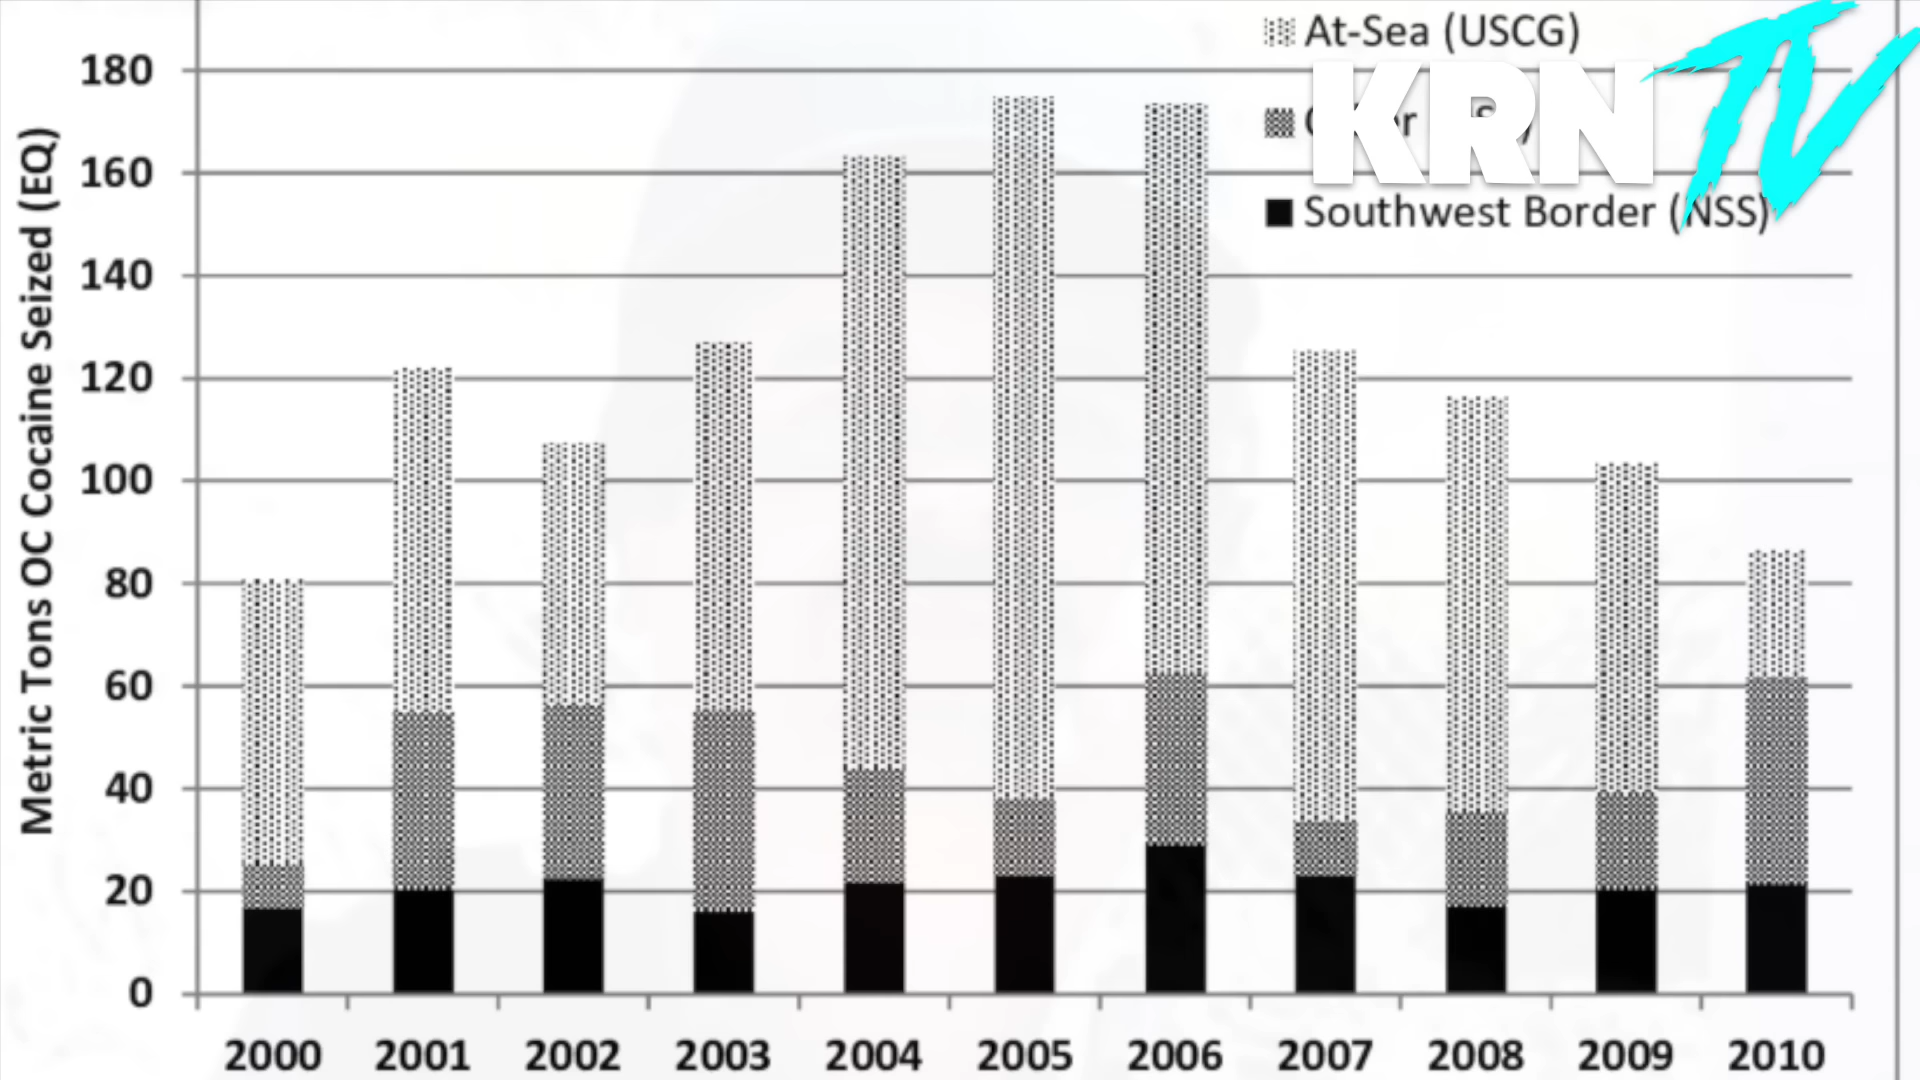 At-Sea (USCG)
KRN TV
Southwest Border (NSS)
Metric Tons OC Cocaine Seized (EQ)
180
160
140
120
100
80
60
40
20
0
2000 2001 2002 2003 2004 2005 2006 2007 2008 2009 2010